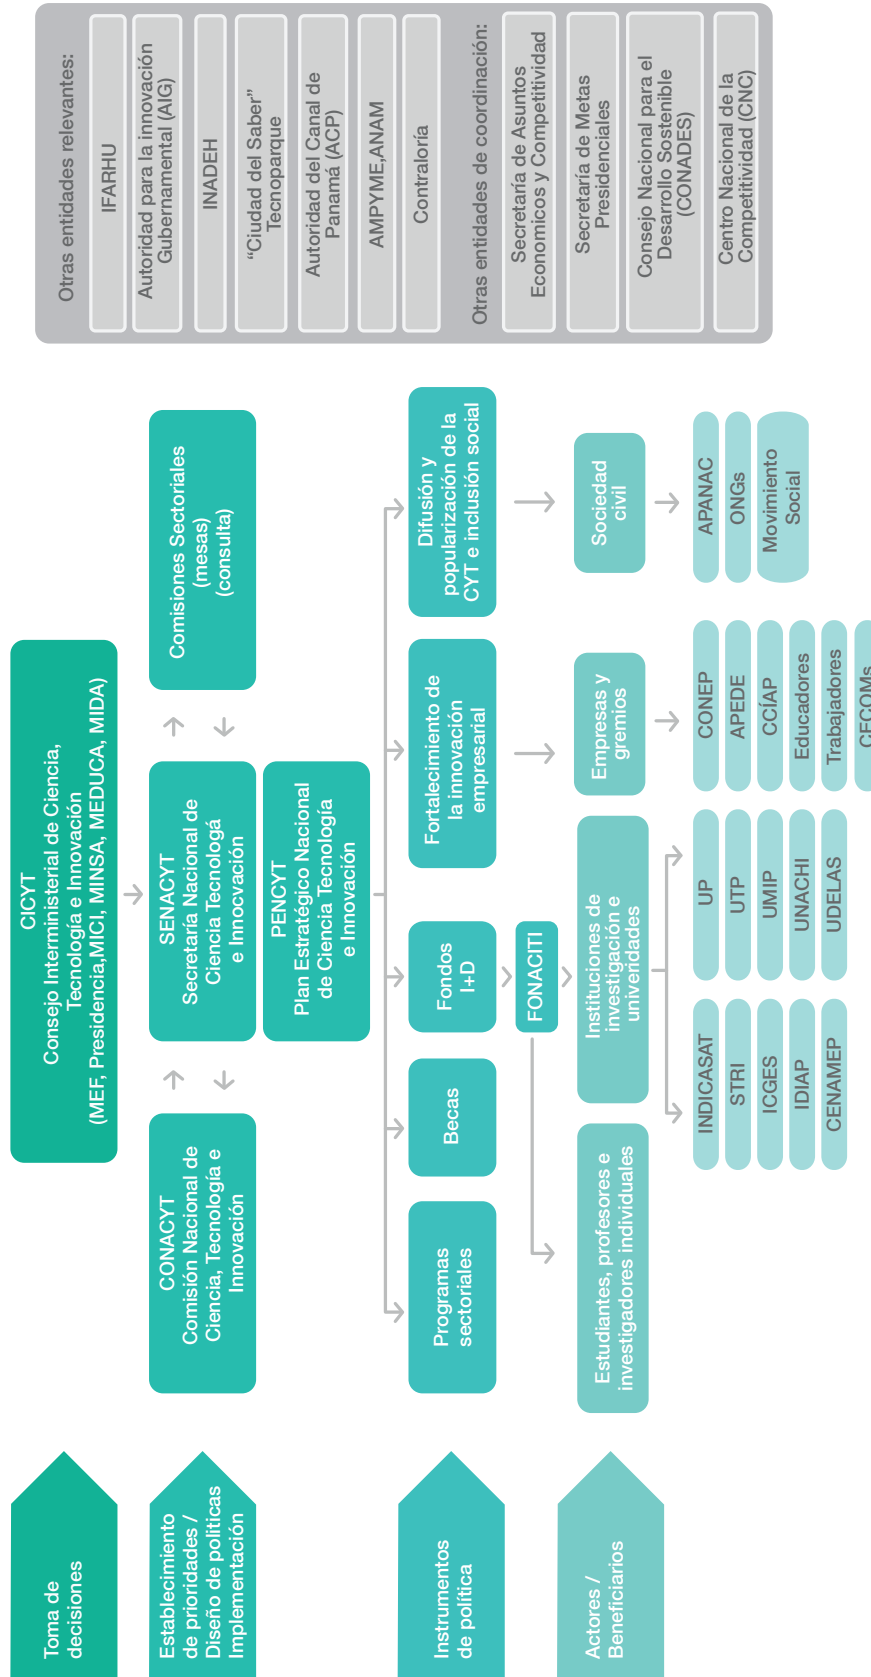 Toma de
decisiones
CICYT
Consejo Interministerial de Ciencia,
Tecnología e Innovación
(MEF, Presidencia,MICI, MINSA, MEDUCA, MIDA)
Establecimiento
de prioridades /
Diseño de politicas
Implementación
CONACYT
Comisión Nacional de
Ciencia, Tecnología e
Innovación
SENACYT
Secretaría Nacional de
Ciencia Tecnologá
e Innocvación
Comisiones Sectoriales
(mesas)
(consulta)
PENCYT
Plan Estratégico Nacional
de Ciencia Tecnología
e Innovación
Instrumentos
de política
Programas
sectoriales
Becas
Fondos
I+D
Fortalecimiento de
la innovación
empresarial
Difusión y
popularización de la
CYT e inclusión social
FONACITI
Actores /
Beneficiarios
Estudiantes, profesores e
investigadores individuales
Instituciones de
investigación e
univeridades
Empresas y
gremios
Sociedad
civil
INDICASAT
STRI
ICGES
IDIAP
CENAMEP
UP
UTP
UMIP
UNACHI
UDELAS
CONEP
APEDE
CCÍAP
Educadores
Trabajadores
CECOMs
APANAC
ONGs
Movimiento
Social
Otras entidades relevantes:
IFARHU
Autoridad para la innovación
Gubernamental (AIG)
INADEH
“Ciudad del Saber”
Tecnoparque
Autoridad del Canal de
Panamá (ACP)
AMPYME,ANAM
Contraloría
Otras entidades de coordinación:
Secretaría de Asuntos
Economicos y Competitividad
Secretaría de Metas
Presidenciales
Consejo Nacional para el
Desarrollo Sostenible
(CONADES)
Centro Nacional de la
Competitividad (CNC)